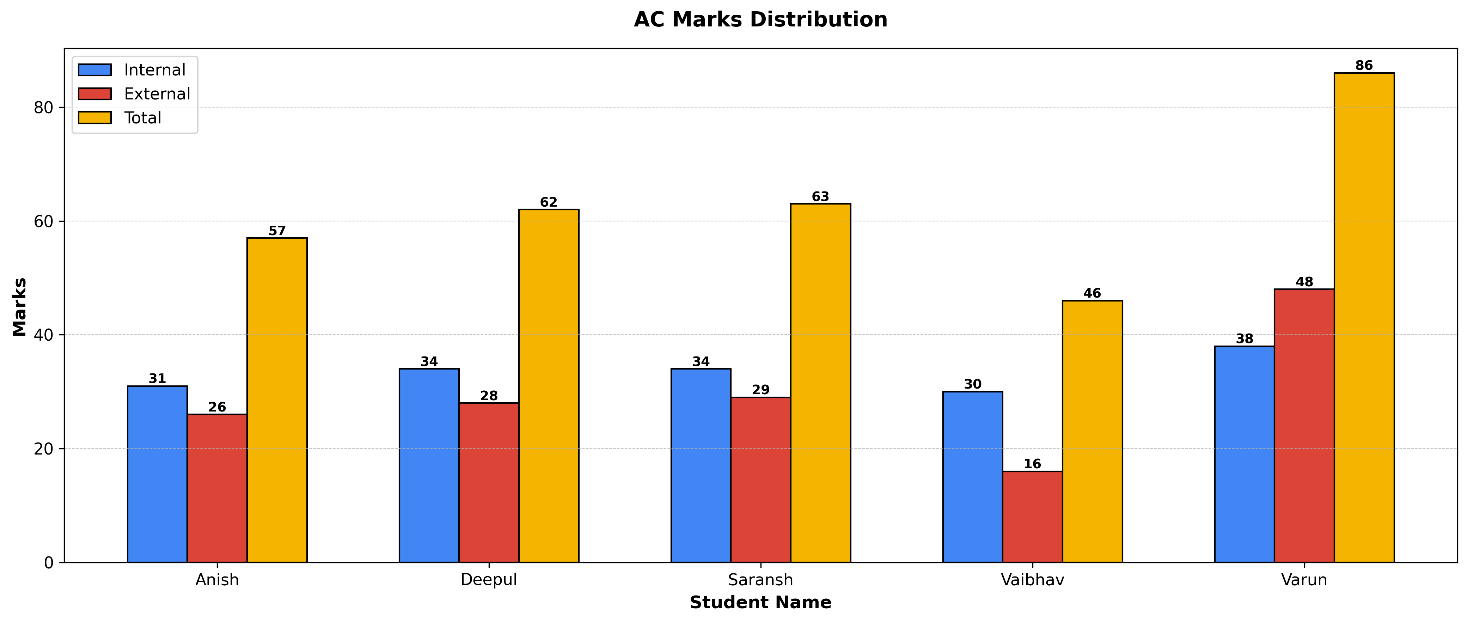 AC Marks Distribution
Internal
External
Total
Marks
80
60
40
20
0
31
26
57
34
28
62
34
29
63
30
16
46
38
48
86
Anish
Deepul
Saransh
Vaibhav
Varun
Student Name